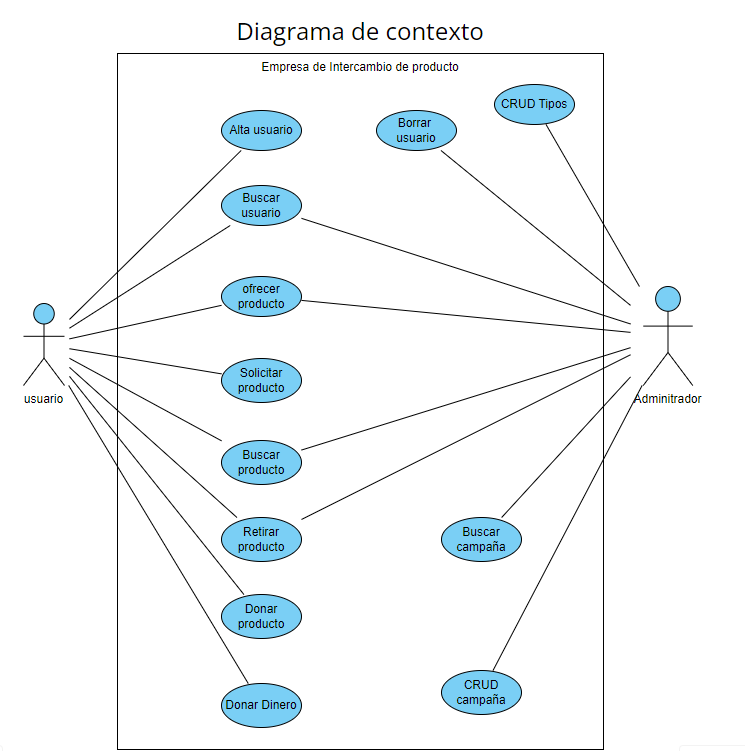 Diagrama de contexto
Empresa de Intercambio de producto
CRUD Tipos
Alta usuario
Borrar
usuario
Buscar
usuario
ofrecer
producto
Solicitar
producto
usuario
Adminitrador
Buscar
producto
Retirar
producto
Buscar
campaña
Donar
producto
Donar Dinero
CRUD
campaña